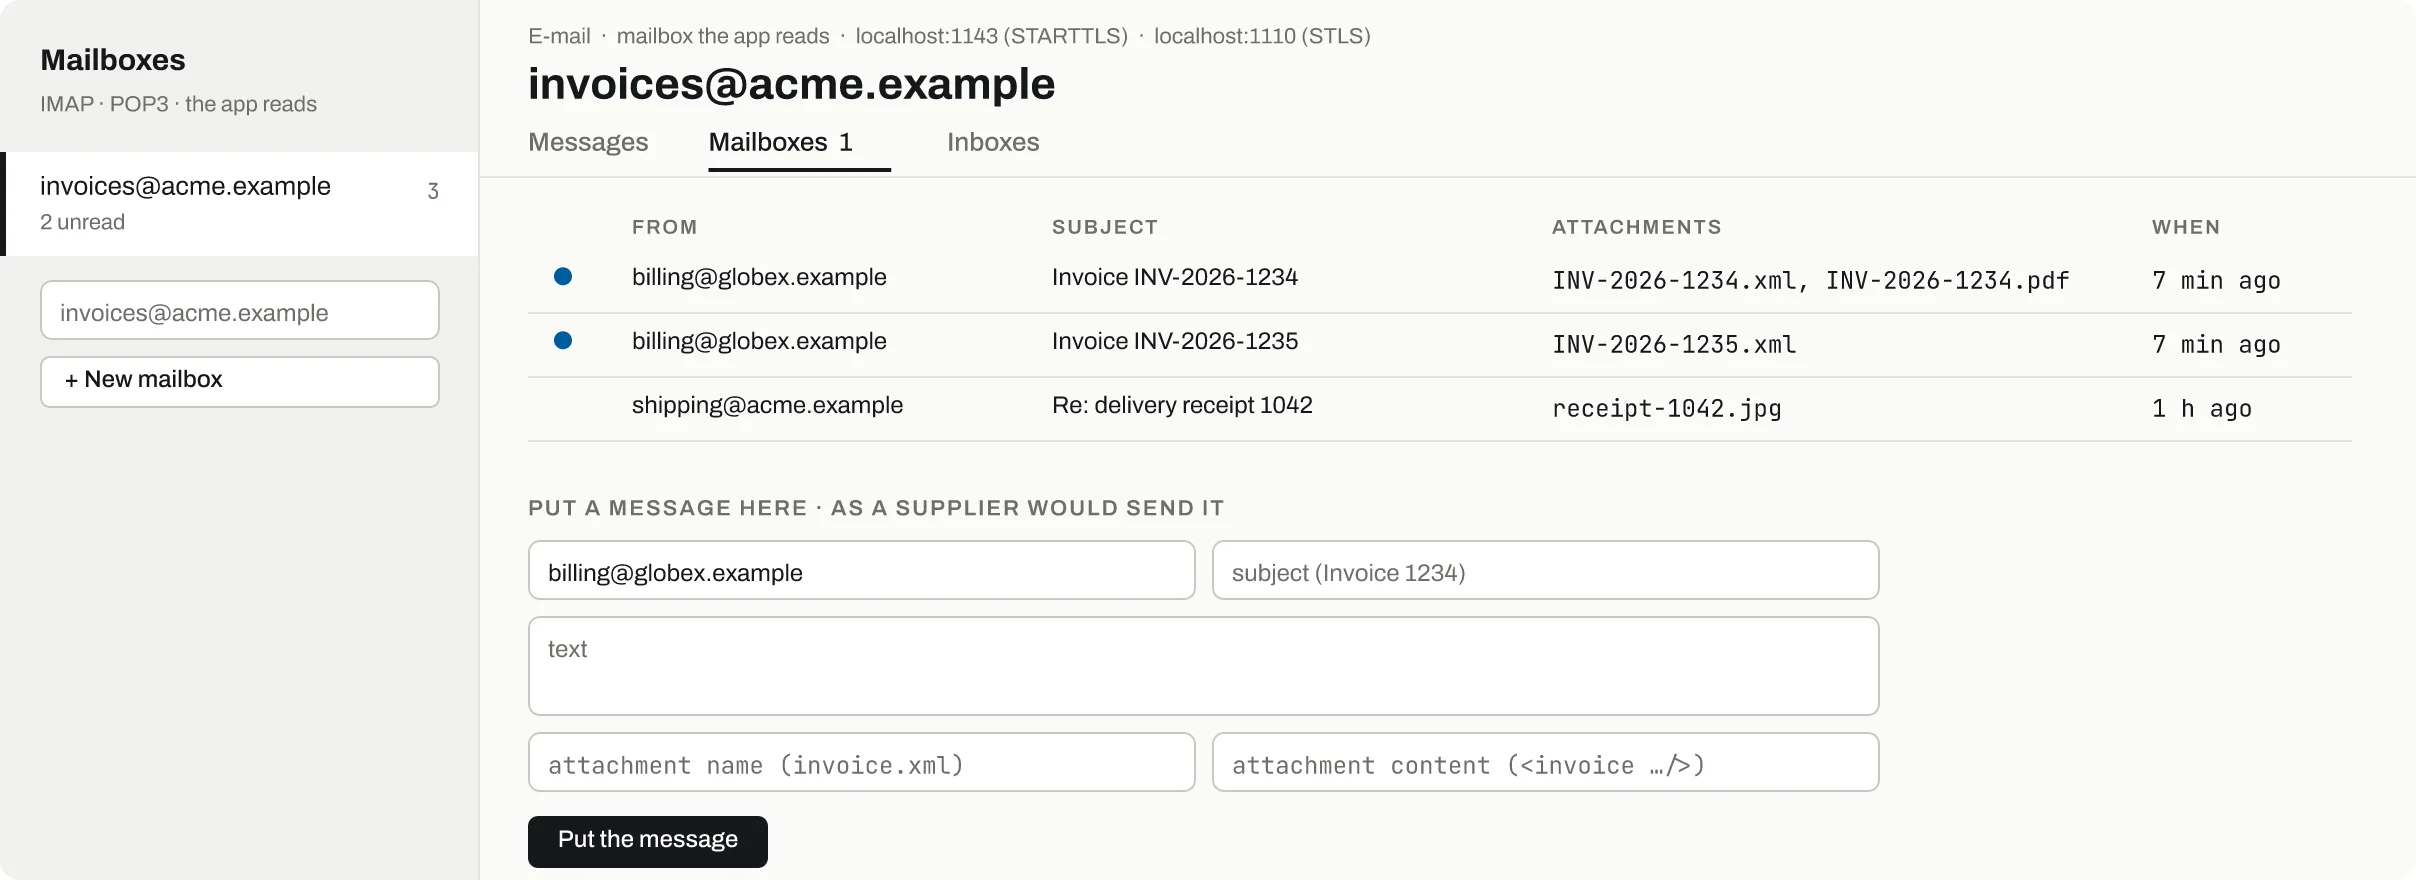 Mailboxes
IMAP · POP3 · the app reads
invoices@acme.example 3
2 unread
invoices@acme.example
+ New mailbox
E-mail · mailbox the app reads · localhost:1143 (STARTTLS) · localhost:1110 (STLS)
invoices@acme.example
Messages Mailboxes 1 Inboxes
FROM SUBJECT ATTACHMENTS WHEN
billing@globex.example Invoice INV-2026-1234 INV-2026-1234.xml, INV-2026-1234.pdf 7 min ago
billing@globex.example Invoice INV-2026-1235 INV-2026-1235.xml 7 min ago
shipping@acme.example Re: delivery receipt 1042 receipt-1042.jpg 1 h ago
PUT A MESSAGE HERE · AS A SUPPLIER WOULD SEND IT
billing@globex.example subject (Invoice 1234)
text
attachment name (invoice.xml) attachment content (<invoice …/>)
Put the message